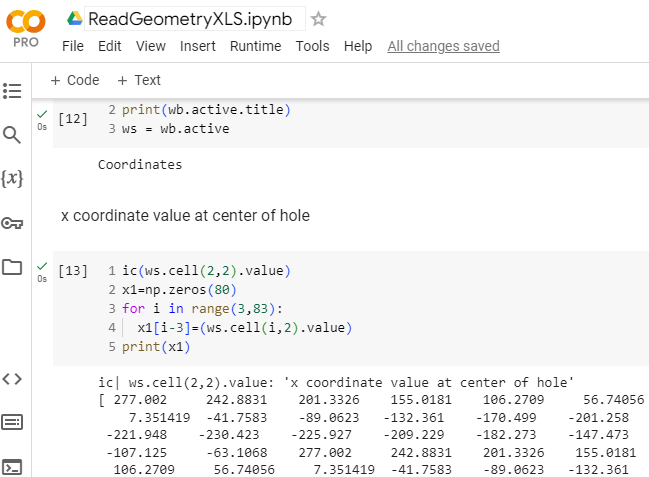 ReadGeometryXLS.ipynb
PRO
File Edit View Insert Runtime Tools Help All changes saved
+ Code + Text
[12] 2 print(wb.active.title)
0s 3 ws = wb.active
Coordinates
{x}
x coordinate value at center of hole
[13] 1 ic(ws.cell(2,2).value)
0s 2 x1=np.zeros(80)
3 for i in range(3,83):
4 x1[i-3]=(ws.cell(i,2).value)
5 print(x1)
ic| ws.cell(2,2).value: 'x coordinate value at center of hole'
[ 277.002 242.8831 201.3326 155.0181 106.2709 56.74056
7.351419 -41.7583 -89.0623 -132.361 -170.499 -201.258
-221.948 -230.423 -225.927 -209.229 -182.273 -147.473
-107.125 -63.1068 277.002 242.8831 201.3326 155.0181
106.2709 56.74056 7.351419 -41.7583 -89.0623 -132.361